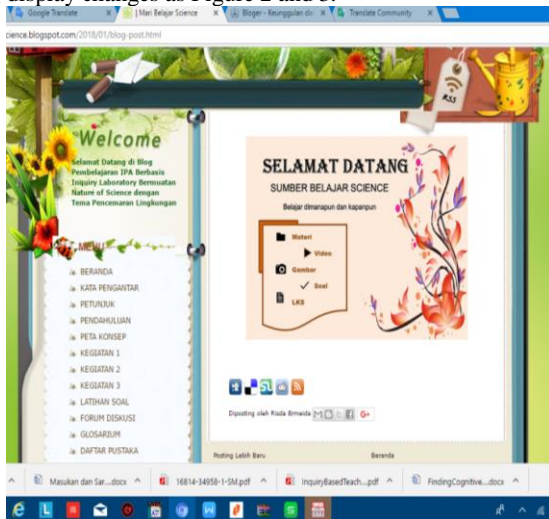 display changes as Figure 2 and 3.
Google Translate
| Mari Belajar Science
Bloger - Keunggulan di
Translate Community
cience.blogspot.com/2018/01/blog-post.html
RSS
Welcome
Selamat Datang di Blog
Pembelajaran IPA Berbasis
Inquiry Laboratory Bermuatan
Nature of Science dengan
Tema Pencemaran Lingkungan
MENU
BERANDA
KATA PENGANTAR
PETUNJUK
PENDAHULUAN
PETA KONSEP
KEGIATAN 1
KEGIATAN 2
KEGIATAN 3
LATIHAN SOAL
FORUM DISKUSI
GLOSARIUM
DAFTAR PUSTAKA
SELAMAT DATANG
SUMBER BELAJAR SCIENCE
Belajar dimanapun dan kapanpun
Materi
Video
Gambar
Soal
LKS
Diposting oleh Risda Ermeida
G+
Posting Lebih Baru
Beranda
Masukan dan Sar....docx
16814-34958-1-SM.pdf
InquiryBasedTeach...pdf
FindingCognitive...docx